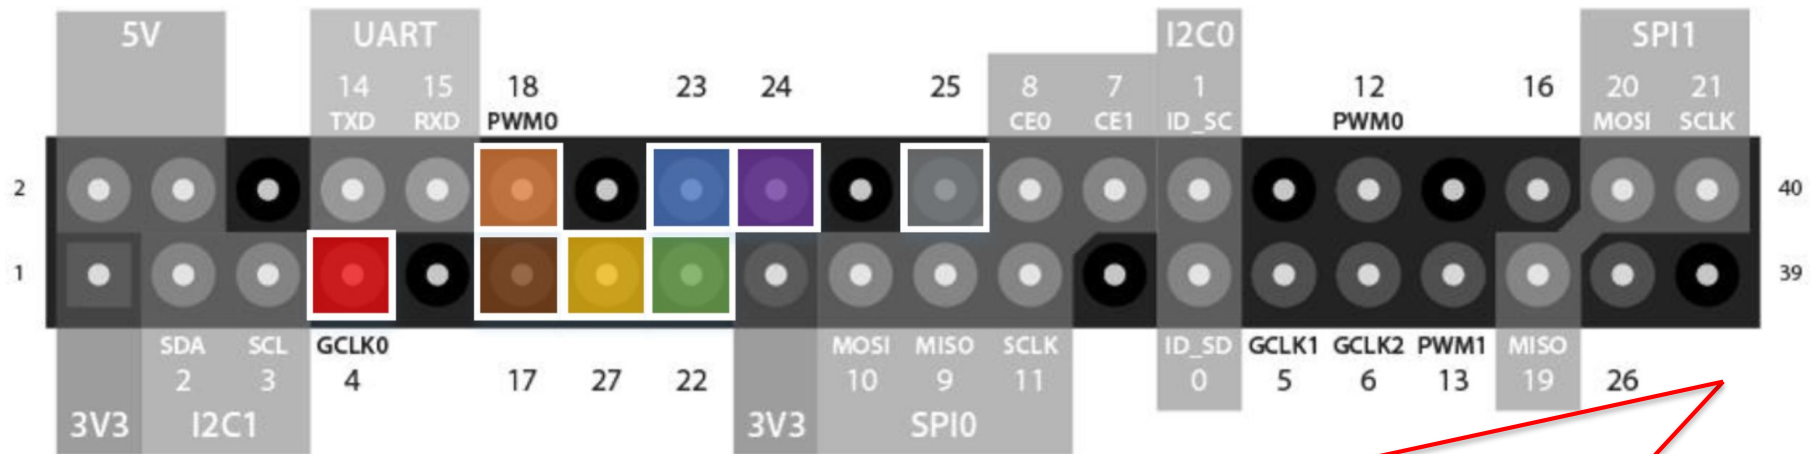 5V UART I2C0 SPI1
14 15 18 23 24 25 8 7 1 12 16 20 21
TXD RXD PWM0 CE0 CE1 ID_SC PWM0 MOSI SCLK
2 40
1 39
SDA SCL GCLK0 MOSI MISO SCLK ID_SD GCLK1 GCLK2 PWM1 MISO
2 3 4 17 27 22 10 9 11 0 5 6 13 19 26
3V3 I2C1 3V3 SPI0